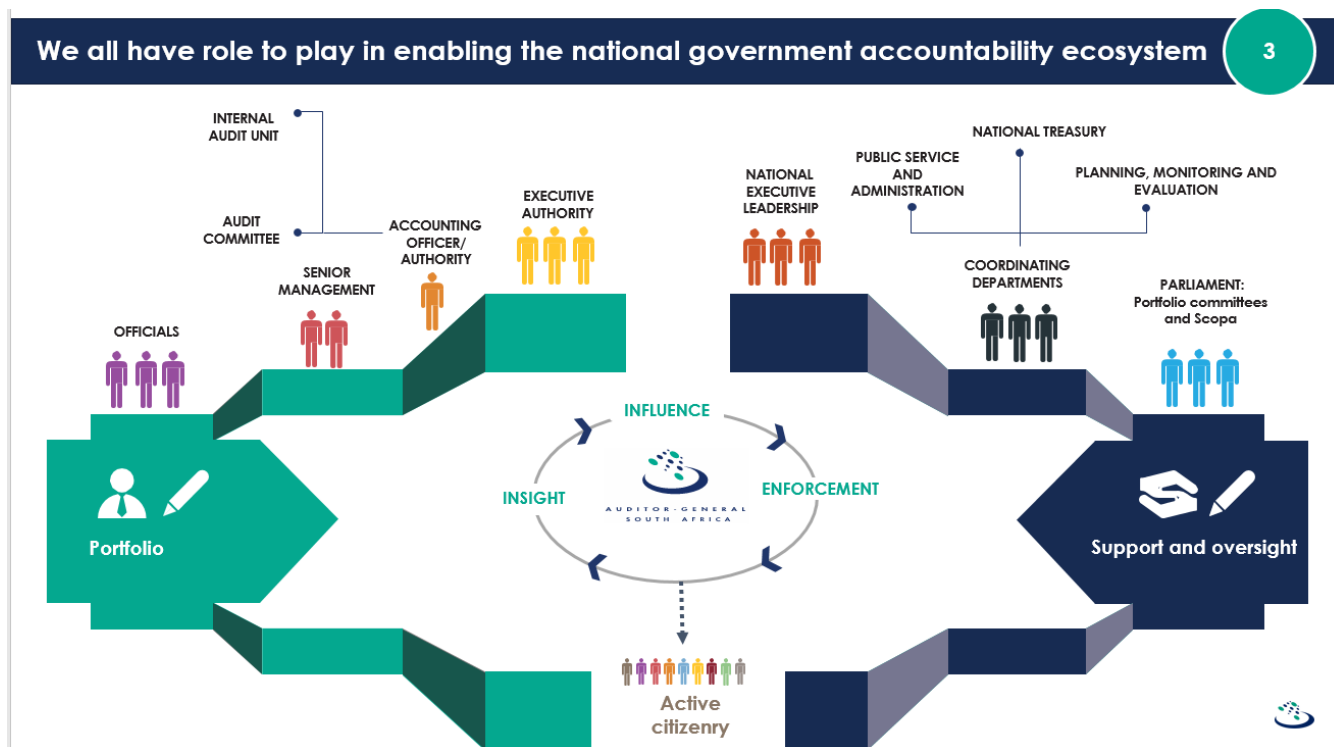 We all have role to play in enabling the national government accountability ecosystem
3
INTERNAL
AUDIT UNIT
AUDIT
COMMITTEE
ACCOUNTING
OFFICER/
AUTHORITY
EXECUTIVE
AUTHORITY
SENIOR
MANAGEMENT
OFFICIALS
NATIONAL
EXECUTIVE
LEADERSHIP
PUBLIC SERVICE
AND
ADMINISTRATION
NATIONAL TREASURY
PLANNING, MONITORING AND
EVALUATION
COORDINATING
DEPARTMENTS
PARLIAMENT:
Portfolio committees
and Scopa
INFLUENCE
INSIGHT
ENFORCEMENT
AUDITOR-GENERAL
SOUTH AFRICA
Portfolio
Support and oversight
Active
citizenry